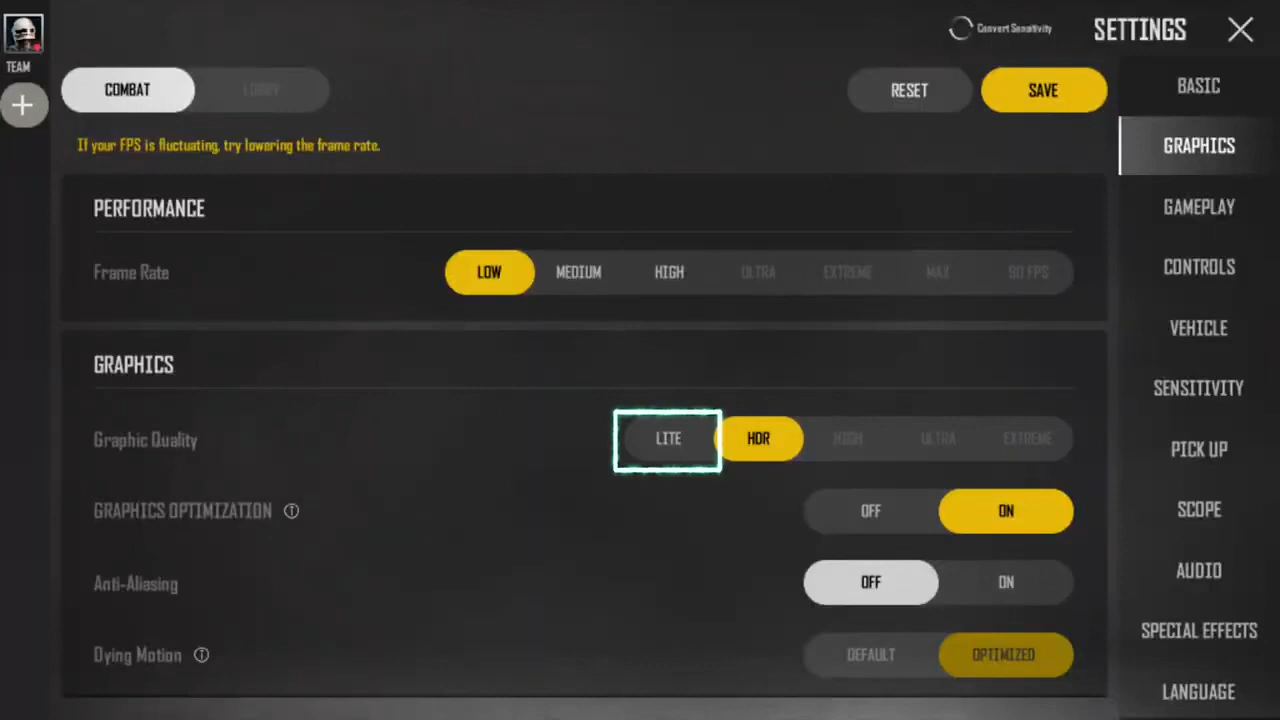 Convert Sensitivity
SETTINGS
TEAM
COMBAT
LOBBY
RESET
SAVE
BASIC
If your FPS is fluctuating, try lowering the frame rate.
GRAPHICS
PERFORMANCE
GAMEPLAY
Frame Rate
LOW
MEDIUM
HIGH
ULTRA
EXTREME
MAX
90 FPS
CONTROLS
VEHICLE
GRAPHICS
SENSITIVITY
Graphic Quality
LITE
HDR
HIGH
ULTRA
EXTREME
PICK UP
GRAPHICS OPTIMIZATION
OFF
ON
SCOPE
Anti-Aliasing
OFF
ON
AUDIO
SPECIAL EFFECTS
Dying Motion
DEFAULT
OPTIMIZED
LANGUAGE